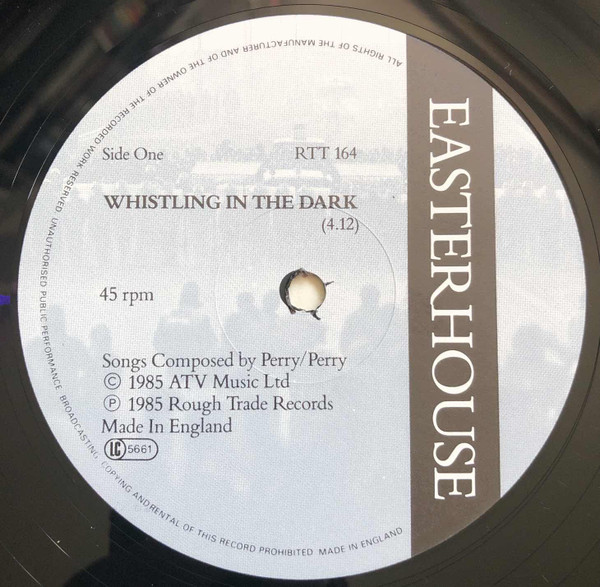 ALL RIGHTS OF THE MANUFACTURER AND OF THE OWNER OF THE RECORDED WORK RESERVED. UNAUTHORISED PUBLIC PERFORMANCE, BROADCASTING, COPYING ANDRENTAL OF THIS RECORD PROHIBITED MADE IN ENGLAND
Side One
RTT 164
WHISTLING IN THE DARK
(4.12)
45 rpm
Songs Composed by Perry/Perry
© 1985 ATV Music Ltd
℗ 1985 Rough Trade Records
Made In England
LC 5661
EASTERHOUSE